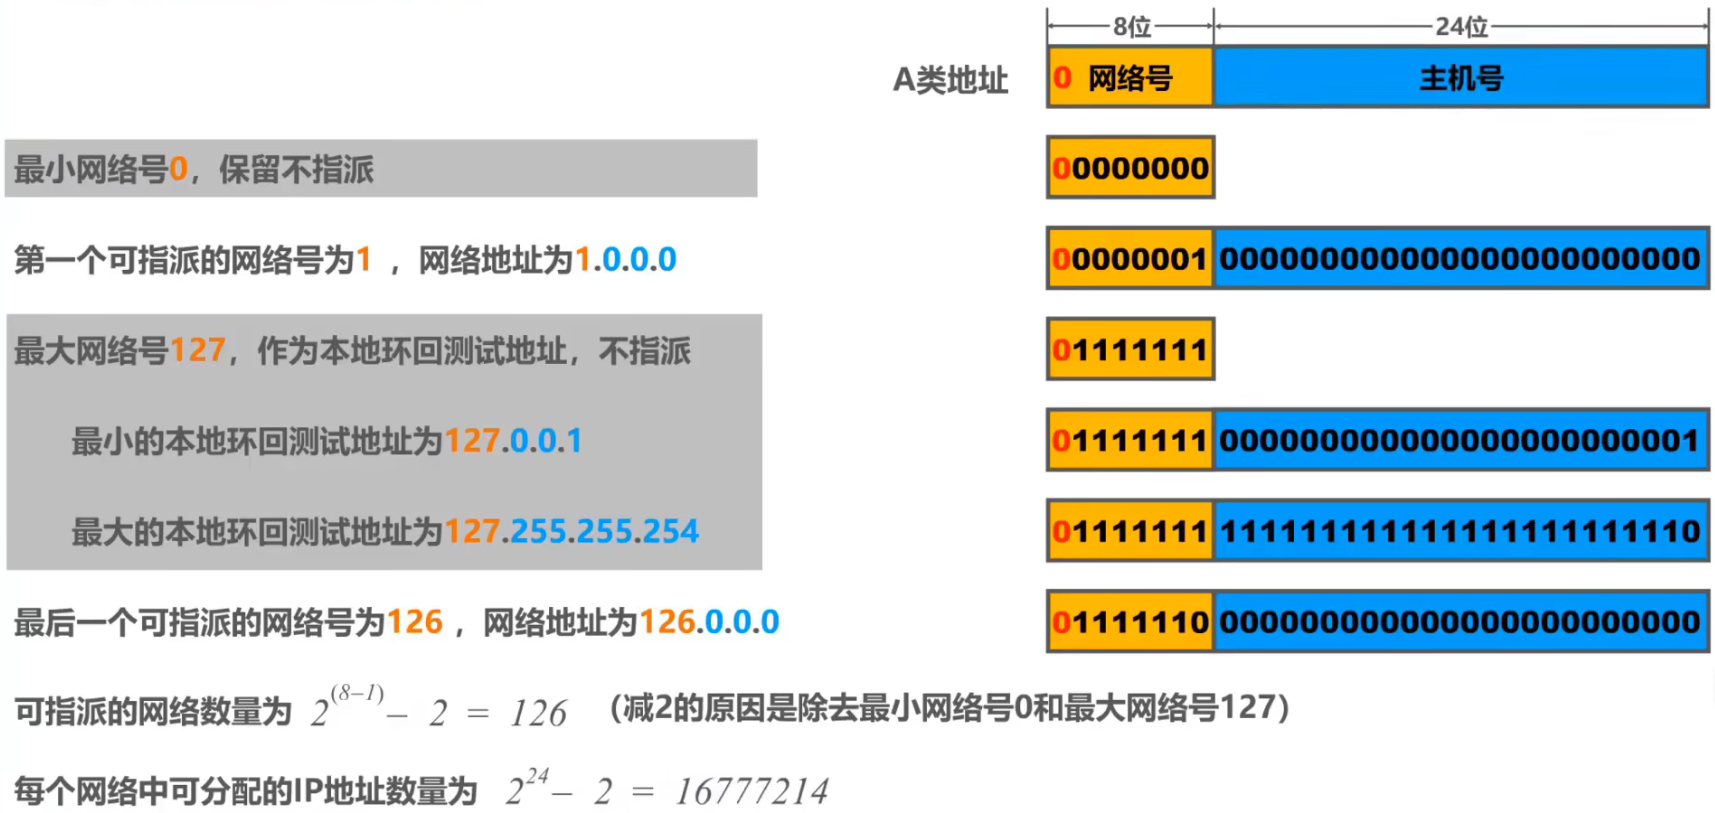 8位 24位
A类地址 0 网络号 主机号
最小网络号0，保留不指派 00000000
第一个可指派的网络号为1 ，网络地址为1.0.0.0 00000001 000000000000000000000000
最大网络号127，作为本地环回测试地址，不指派 01111111
最小的本地环回测试地址为127.0.0.1 01111111 000000000000000000000001
最大的本地环回测试地址为127.255.255.254 01111111 111111111111111111111110
最后一个可指派的网络号为126 ，网络地址为126.0.0.0 01111110 000000000000000000000000
可指派的网络数量为 2^(8–1) – 2 = 126 （减2的原因是除去最小网络号0和最大网络号127）
每个网络中可分配的IP地址数量为 2^24 – 2 = 16777214